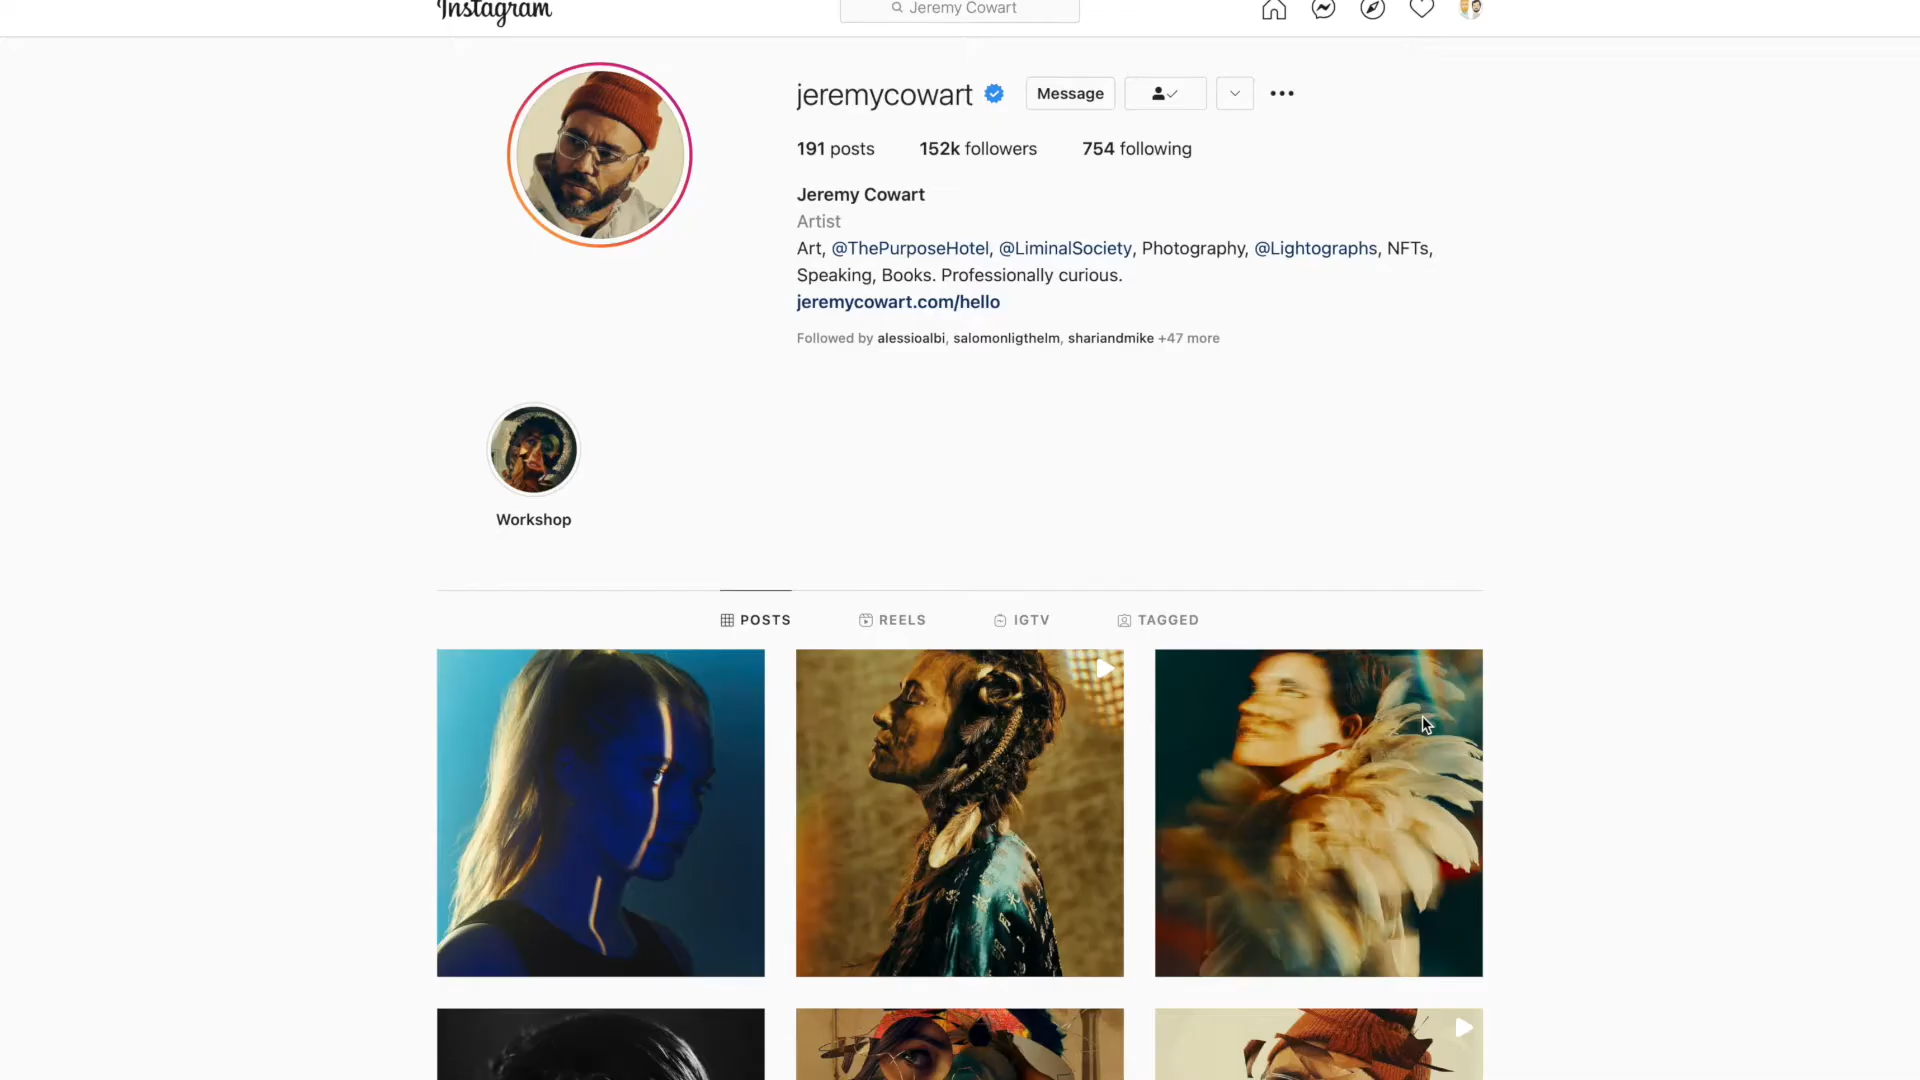 Instagram
Jeremy Cowart
jeremycowart
Message
191 posts 152k followers 754 following
Jeremy Cowart
Artist
Art, @ThePurposeHotel, @LiminalSociety, Photography, @Lightographs, NFTs,
Speaking, Books. Professionally curious.
jeremycowart.com/hello
Followed by alessioalbi, salomonligthelm, shariandmike +47 more
Workshop
POSTS REELS IGTV TAGGED